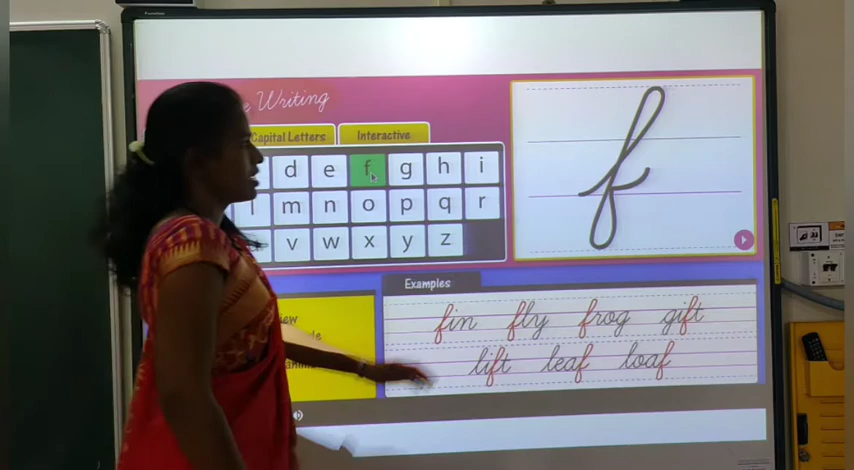 Writing
Capital Letters Interactive
d e f g h i
l m n o p q r
v w x y z
f
Examples
fin fly frog gift
lift leaf loaf